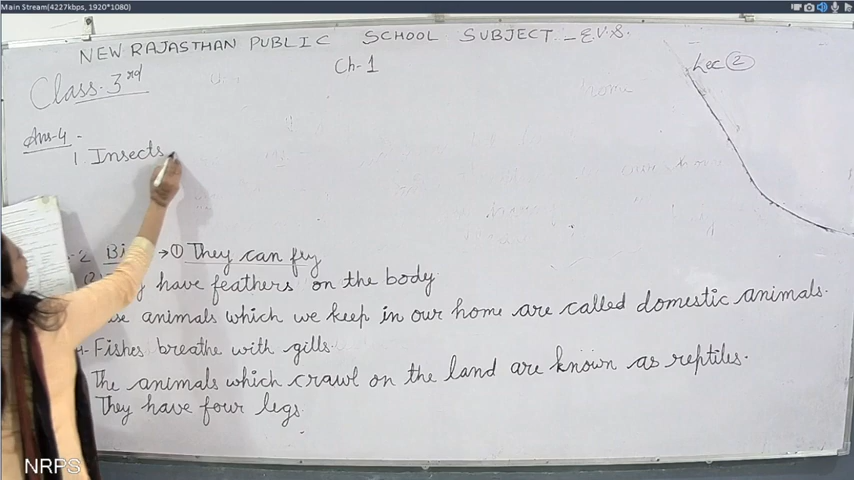 Main Stream(4227kbps, 1920*1080)
NEW RAJASTHAN PUBLIC SCHOOL SUBJECT:- E.V.S.
Class. 3rd Ch-1 Lec 2
Ans-4 -
1 Insects
2 → ① They can fly
have feathers on the body
animals which we keep in our home are called domestic animals.
Fishes breathe with gills.
The animals which crawl on the land are known as reptiles.
They have four legs.
NRPS